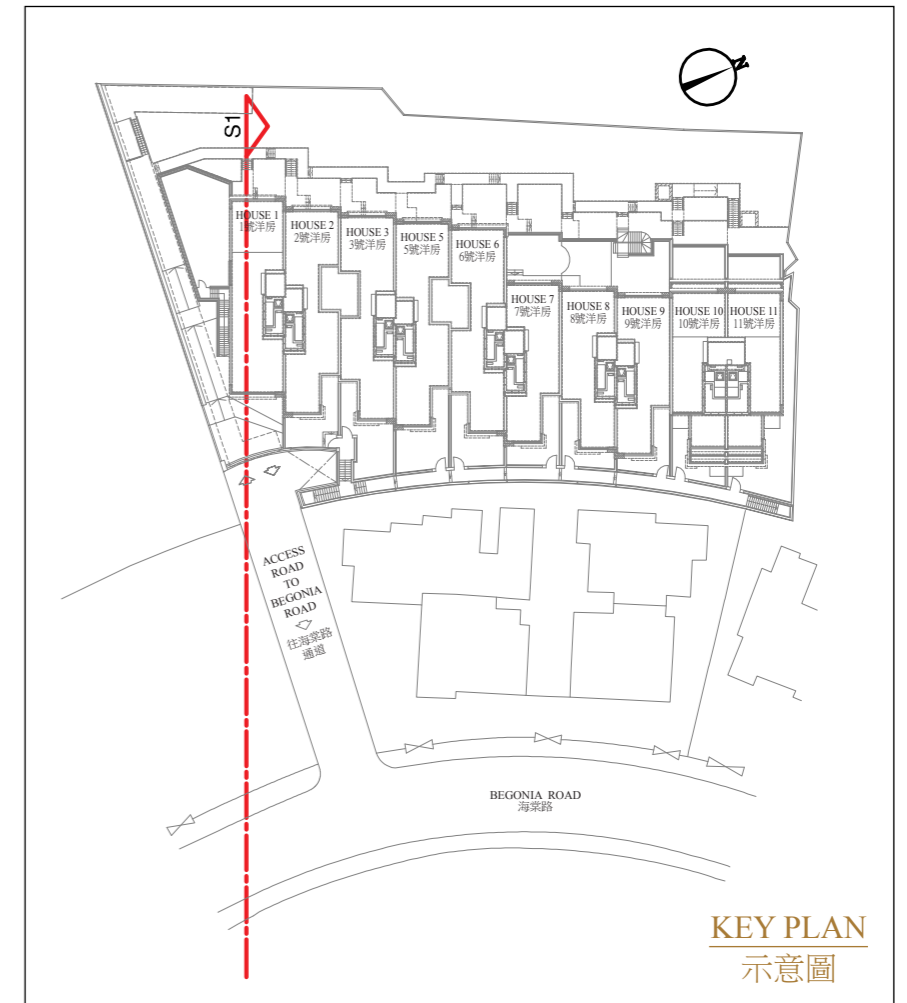 N
S1
HOUSE 1
1號洋房
HOUSE 2
2號洋房
HOUSE 3
3號洋房
HOUSE 5
5號洋房
HOUSE 6
6號洋房
HOUSE 7
7號洋房
HOUSE 8
8號洋房
HOUSE 9
9號洋房
HOUSE 10
10號洋房
HOUSE 11
11號洋房
ACCESS
ROAD
TO
BEGONIA
ROAD
往海棠路
通道
BEGONIA ROAD
海棠路
KEY PLAN
示意圖